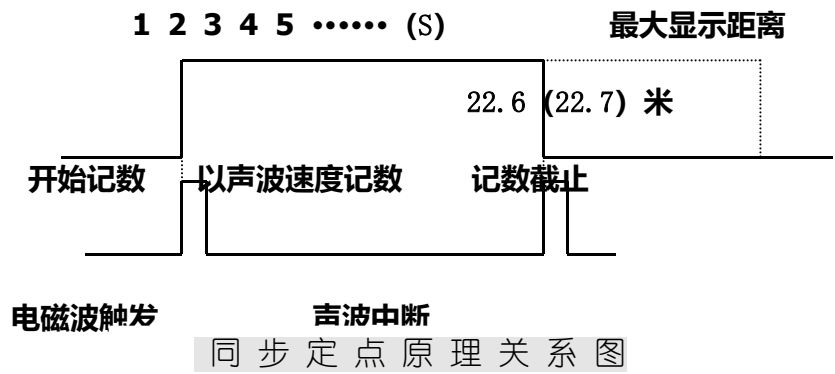 1 2 3 4 5 ⋯⋯ (S) 最大显示距离
22.6 (22.7) 米
开始记数 以声波速度记数 记数截止
电磁波触发 声波中断
同步定点原理关系图